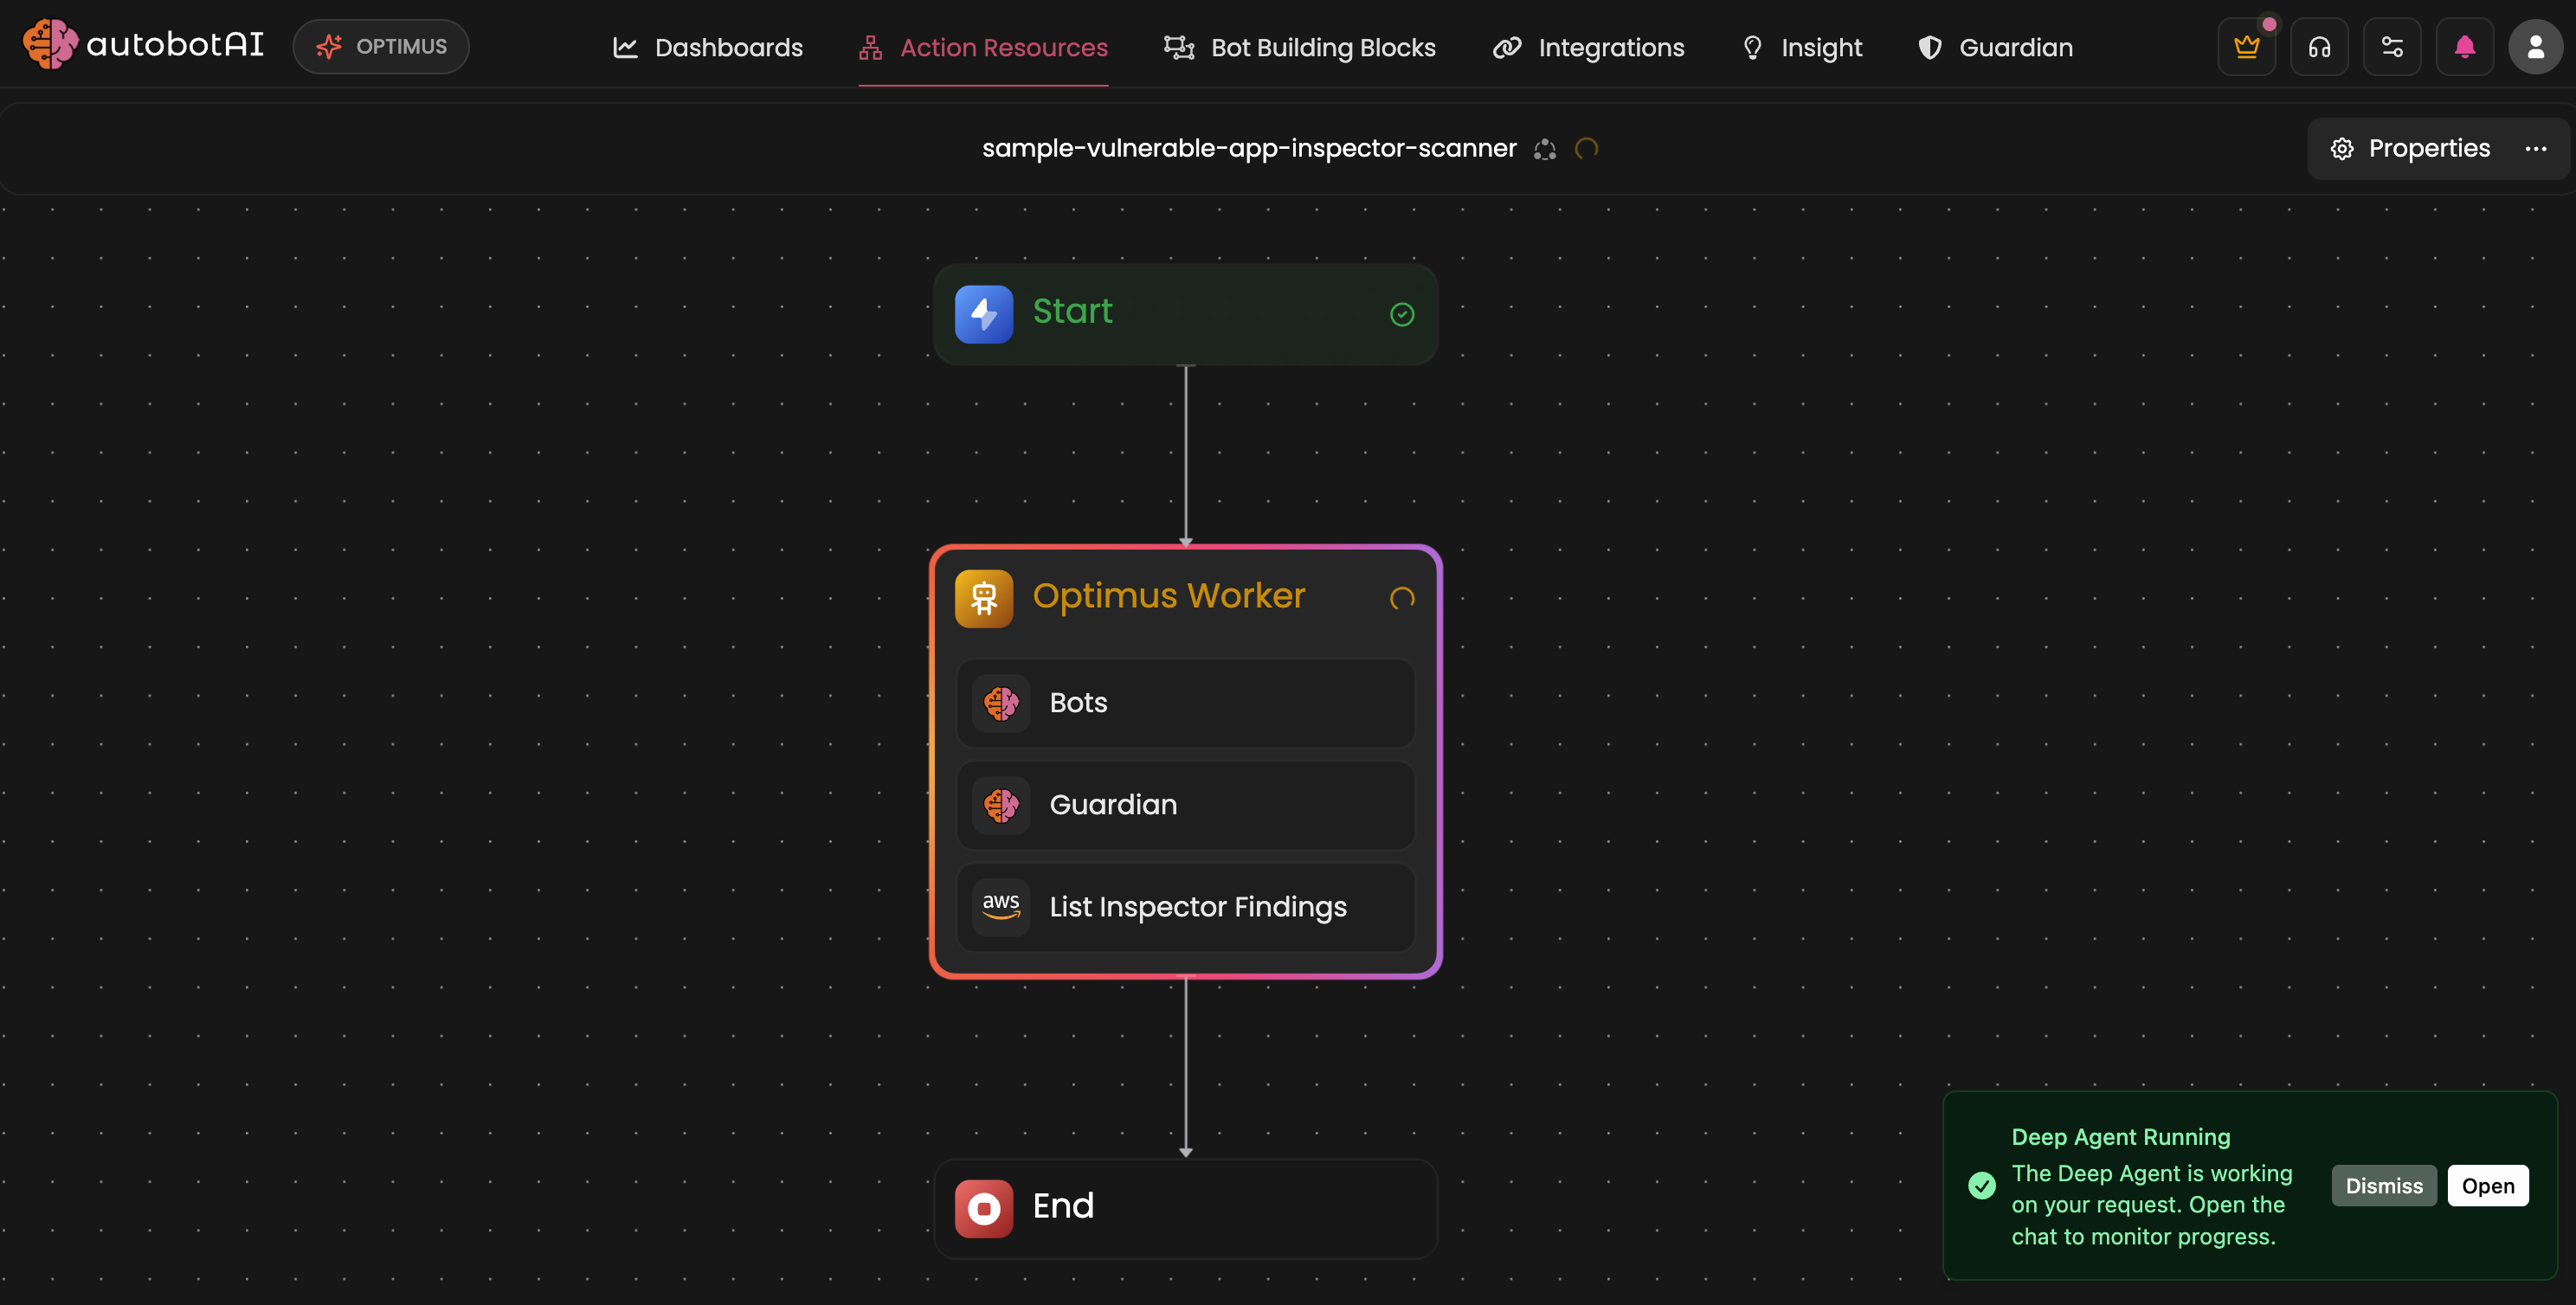 autobotAI
OPTIMUS
Dashboards
Action Resources
Bot Building Blocks
Integrations
Insight
Guardian
sample-vulnerable-app-inspector-scanner
Properties
Start
Optimus Worker
Bots
Guardian
aws
List Inspector Findings
End
Deep Agent Running
The Deep Agent is working
on your request. Open the
chat to monitor progress.
Dismiss
Open